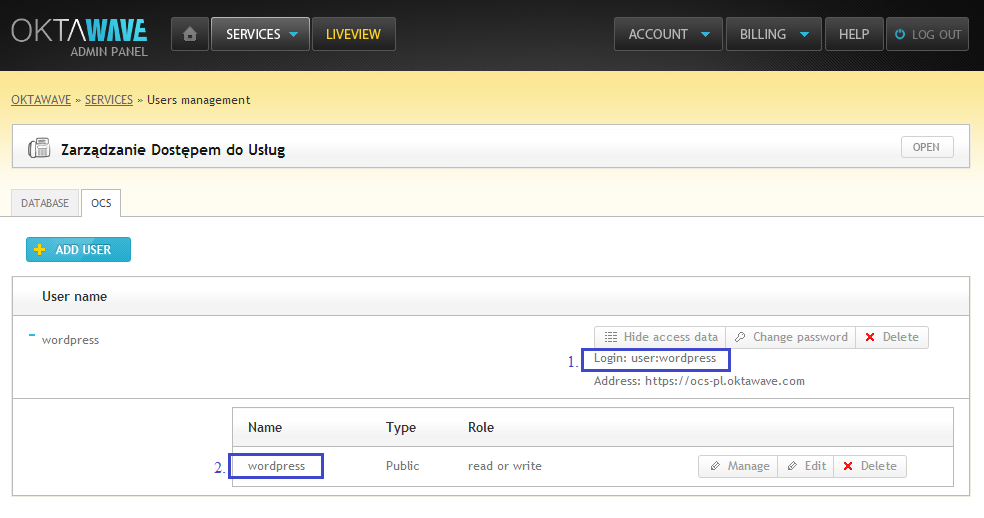 OKTAWAVE
ADMIN PANEL
SERVICES
LIVEVIEW
ACCOUNT
BILLING
HELP
LOG OUT
OKTAWAVE » SERVICES » Users management
Zarządzanie Dostępem do Usług
OPEN
DATABASE
OCS
ADD USER
User name
wordpress
Hide access data
Change password
Delete
1. Login: user:wordpress
Address: https://ocs-pl.oktawave.com
Name Type Role
2. wordpress Public read or write Manage Edit Delete